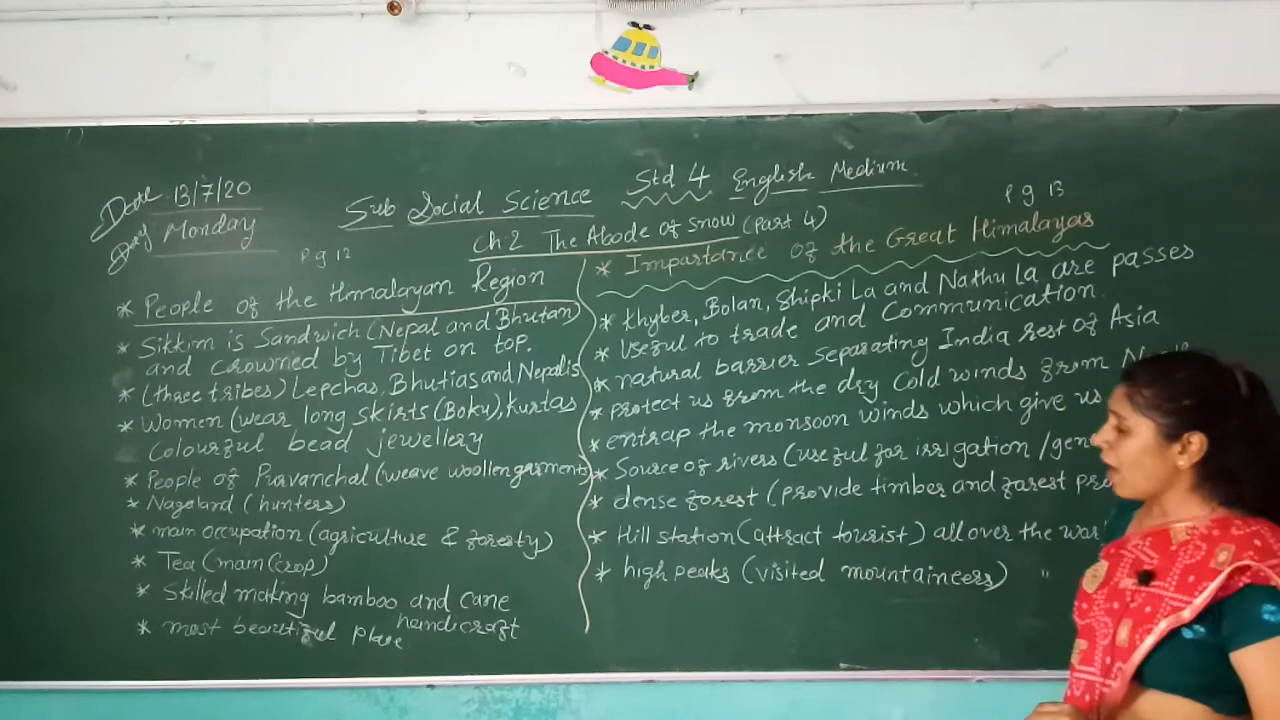 Date 13/7/20
Day Monday
Sub Social Science
Std 4 English Medium
Ch 2 The Abode of Snow (Part 4)
Pg 12
* People of the Himalayan Region
* Sikkim is Sandwich (Nepal and Bhutan)
and crowned by Tibet on top.
* (three tribes) Lepchas, Bhutias and Nepalis
* Women (wear long skirts (Boku), kurtas
Colourful bead jewellery
* People of Purvanchal (weave woollen garments)
* Nagaland (hunters)
* main occupation (agriculture & foresty)
* Tea (main crop)
* Skilled making bamboo and cane
handicraft
* most beautiful place
Pg 13
* Importance of the Great Himalayas
* Khyber, Bolan, Shipki La and Nathu La are passes
* Useful to trade and Communication.
* natural barrier separating India rest of Asia
* protect us from the dry cold winds from
* entrap the monsoon winds which give us
* Source of rivers (useful for irrigation /gen
* dense forest (provide timber and forest pro
* Hill station (attract tourist) all over the wor
* high peaks (visited mountaineers) "